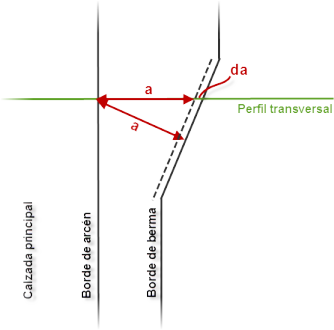 da
a
Perfil transversal
a
Calzada principal
Borde de arcén
Borde de berma